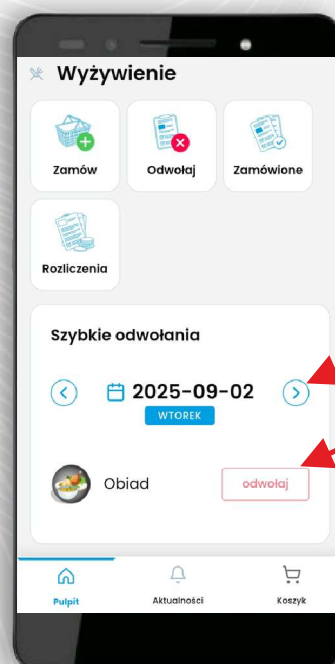 Wyżywienie
Zamów
Odwołaj
Zamówione
Rozliczenia
Szybkie odwołania
2025-09-02
WTOREK
Obiad
odwołaj
Pulpit
Aktualności
Koszyk